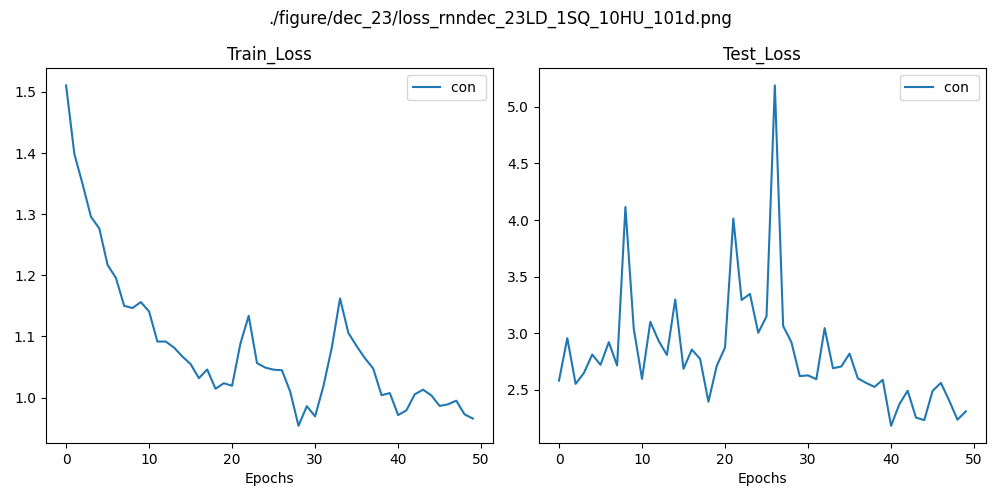 ./figure/dec_23/loss_rnndec_23LD_1SQ_10HU_101d.png
Train_Loss
con
1.5
1.4
1.3
1.2
1.1
1.0
0 10 20 30 40 50
Epochs
Test_Loss
con
5.0
4.5
4.0
3.5
3.0
2.5
0 10 20 30 40 50
Epochs